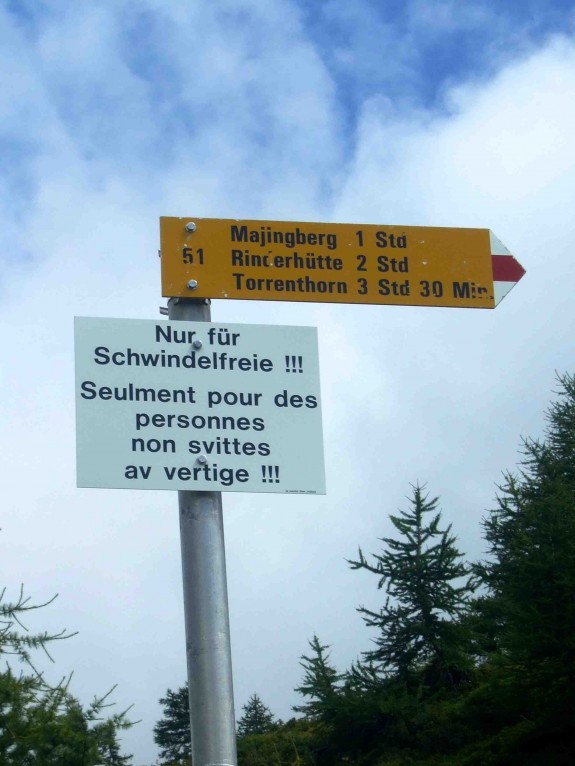 51
Majingberg 1 Std
Rinderhütte 2 Std
Torrenthorn 3 Std 30 Min.
Nur für
Schwindelfreie !!!
Seulment pour des
personnes
non svittes
av vertige !!!